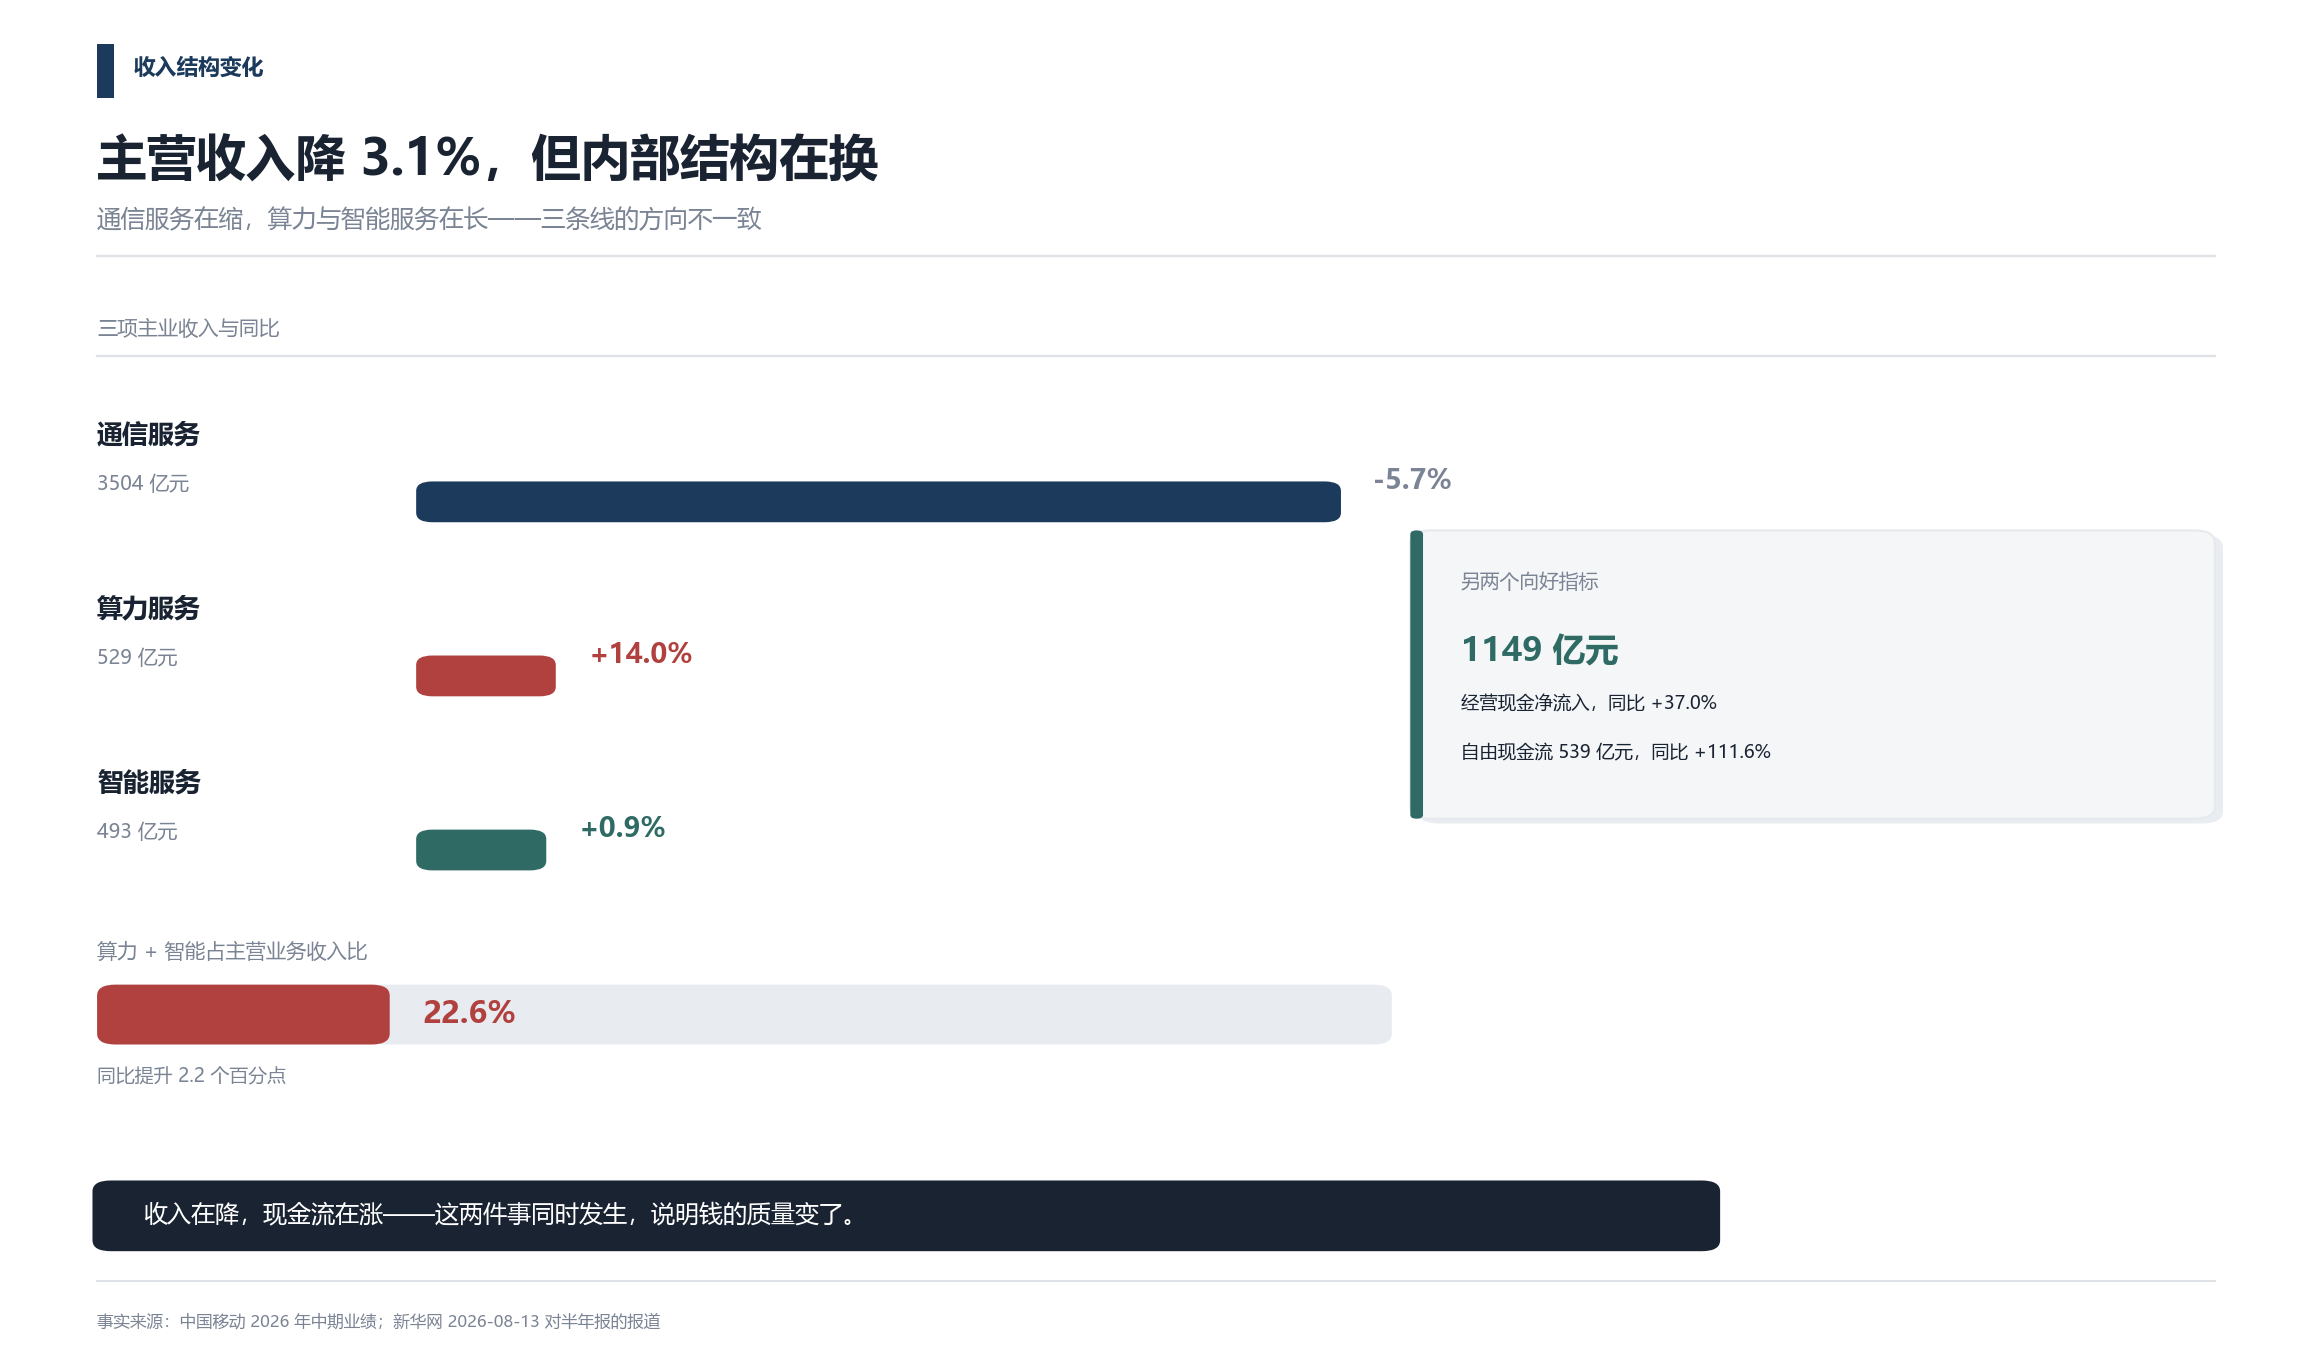 收入结构变化
主营收入降 3.1%，但内部结构在换
通信服务在缩，算力与智能服务在长——三条线的方向不一致
三项主业收入与同比
通信服务
3504 亿元
-5.7%
算力服务
529 亿元
+14.0%
智能服务
493 亿元
+0.9%
另两个向好指标
1149 亿元
经营现金净流入，同比 +37.0%
自由现金流 539 亿元，同比 +111.6%
算力 + 智能占主营业务收入比
22.6%
同比提升 2.2 个百分点
收入在降，现金流在涨——这两件事同时发生，说明钱的质量变了。
事实来源：中国移动 2026 年中期业绩；新华网 2026-08-13 对半年报的报道